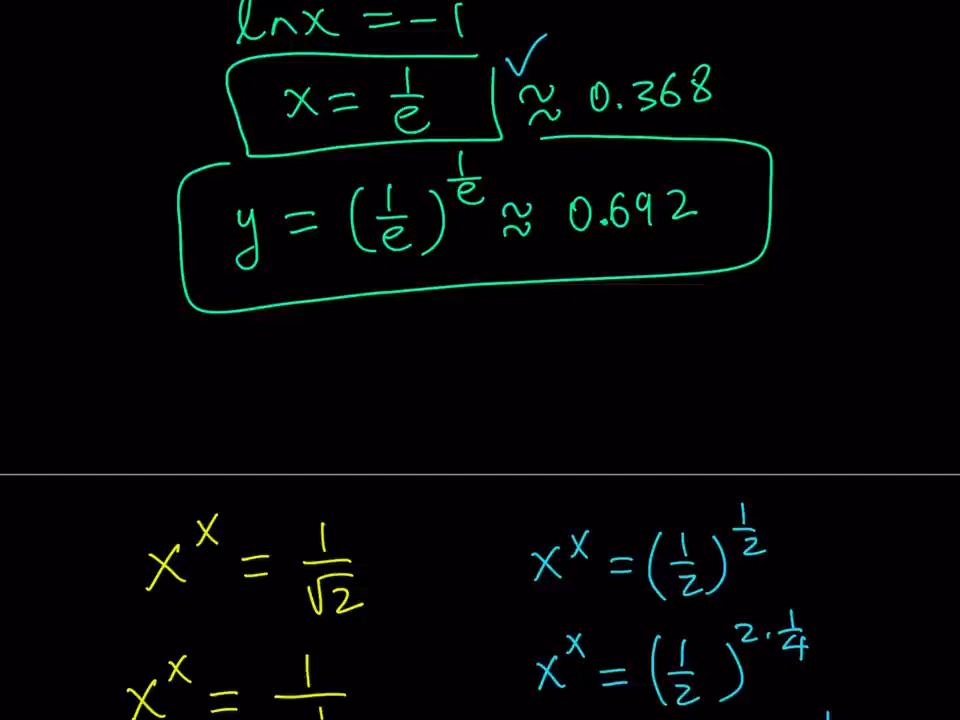 ln x = -1
x = 1/e ✓ ≈ 0.368
y = (1/e)^(1/e) ≈ 0.692
x^x = 1/√2
x^x = (1/2)^(1/2)
x^x = (1/2)^(2·1/4)
x^x = 1